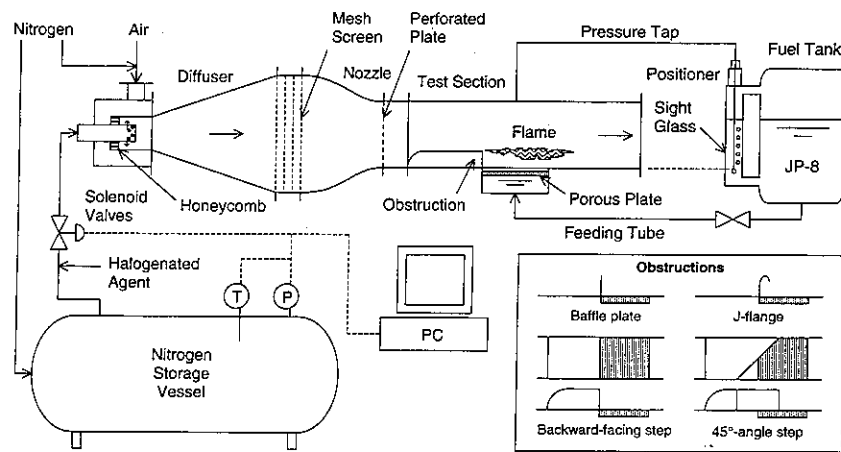 Nitrogen
Air
Mesh
Screen
Perforated
Plate
Pressure Tap
Fuel Tank
Diffuser
Nozzle
Test Section
Positioner
Sight
Glass
Flame
JP-8
Solenoid
Valves
Honeycomb
Obstruction
Porous Plate
Feeding Tube
Halogenated
Agent
T
P
PC
Nitrogen
Storage
Vessel
Obstructions
Baffle plate
J-flange
Backward-facing step
45°-angle step